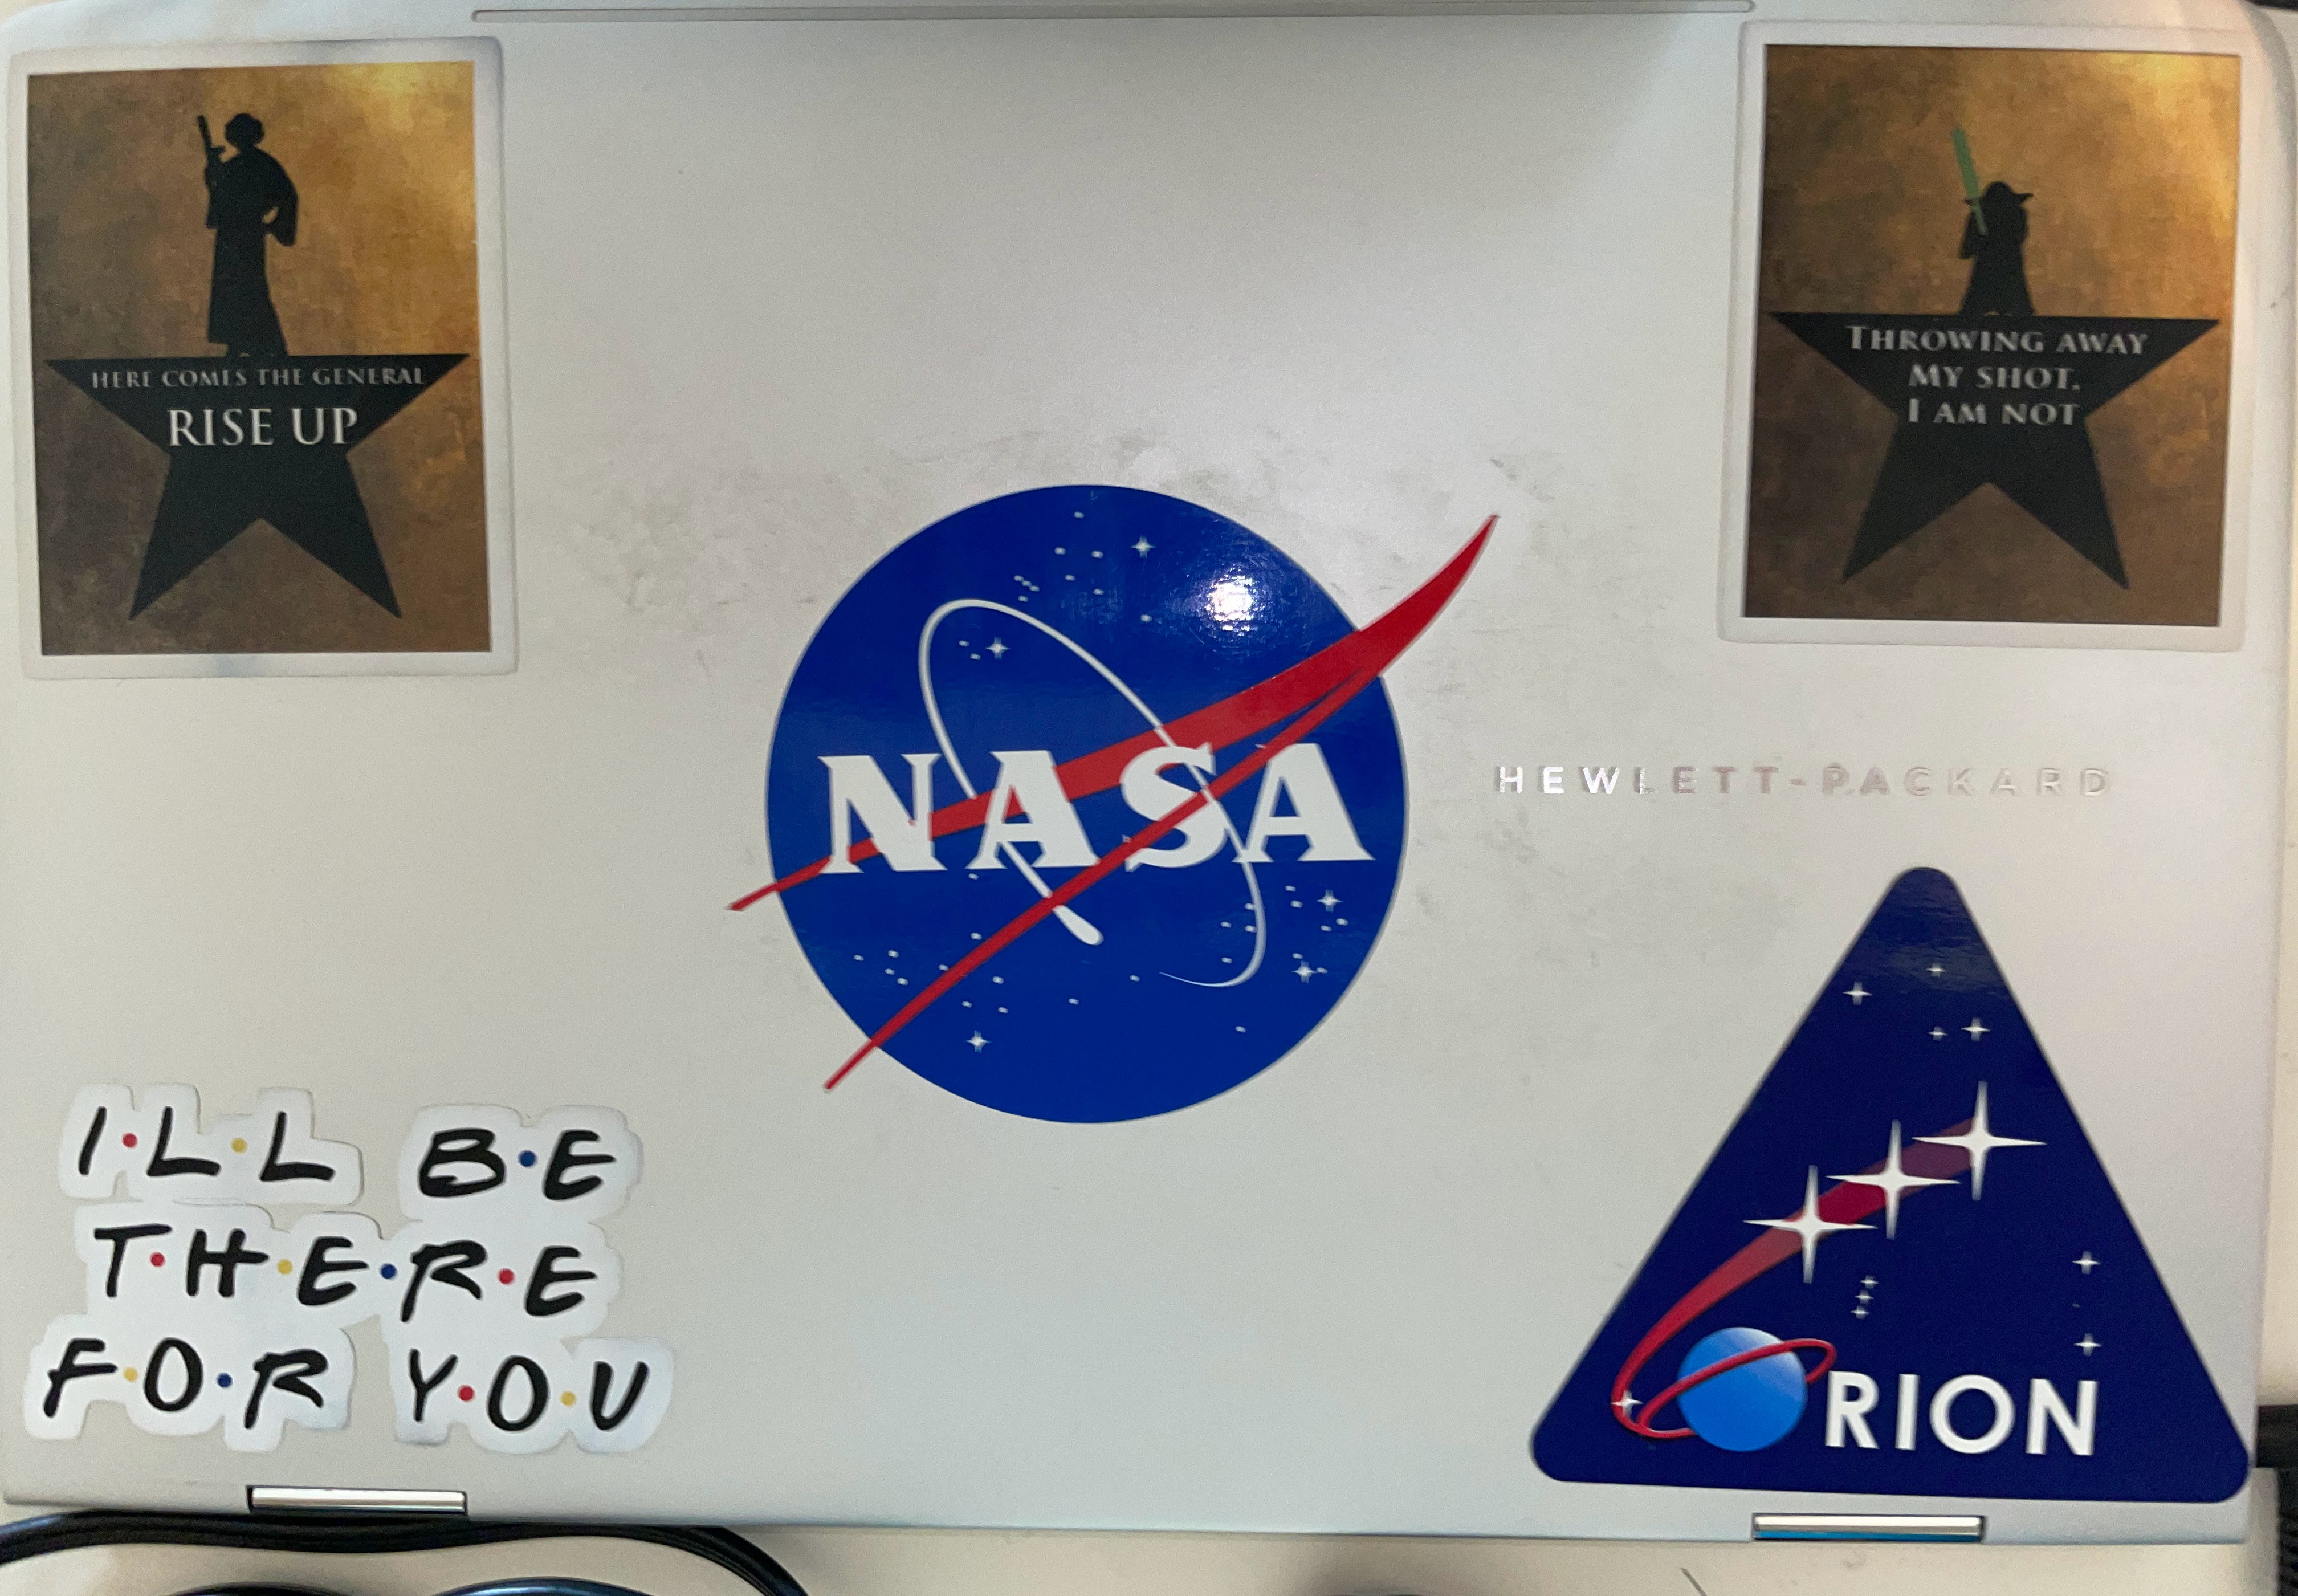 HERE COMES THE GENERAL
RISE UP
THROWING AWAY
MY SHOT,
I AM NOT
NASA
HEWLETT-PACKARD
I•L•L B•E
T•H•E•R•E
F•O•R Y•O•U
ORION